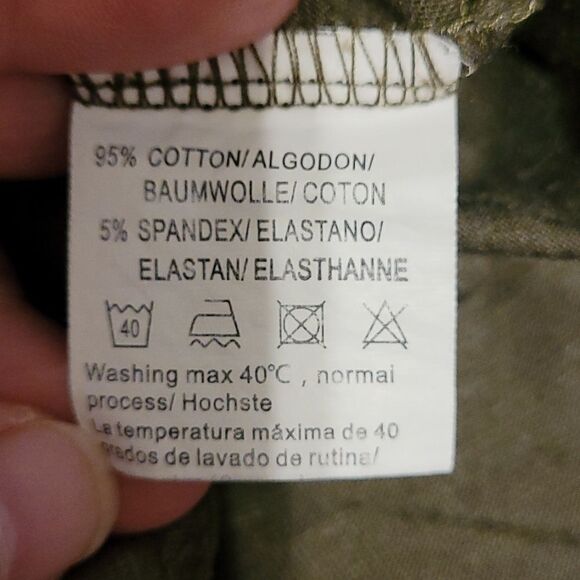 95% COTTON/ALGODON/
BAUMWOLLE/ COTON
5% SPANDEX/ ELASTANO/
ELASTAN/ ELASTHANNE
40
Washing max 40℃ , normai
process/ Hochste
La temperatura máxima de 40
grados de lavado de rutina/